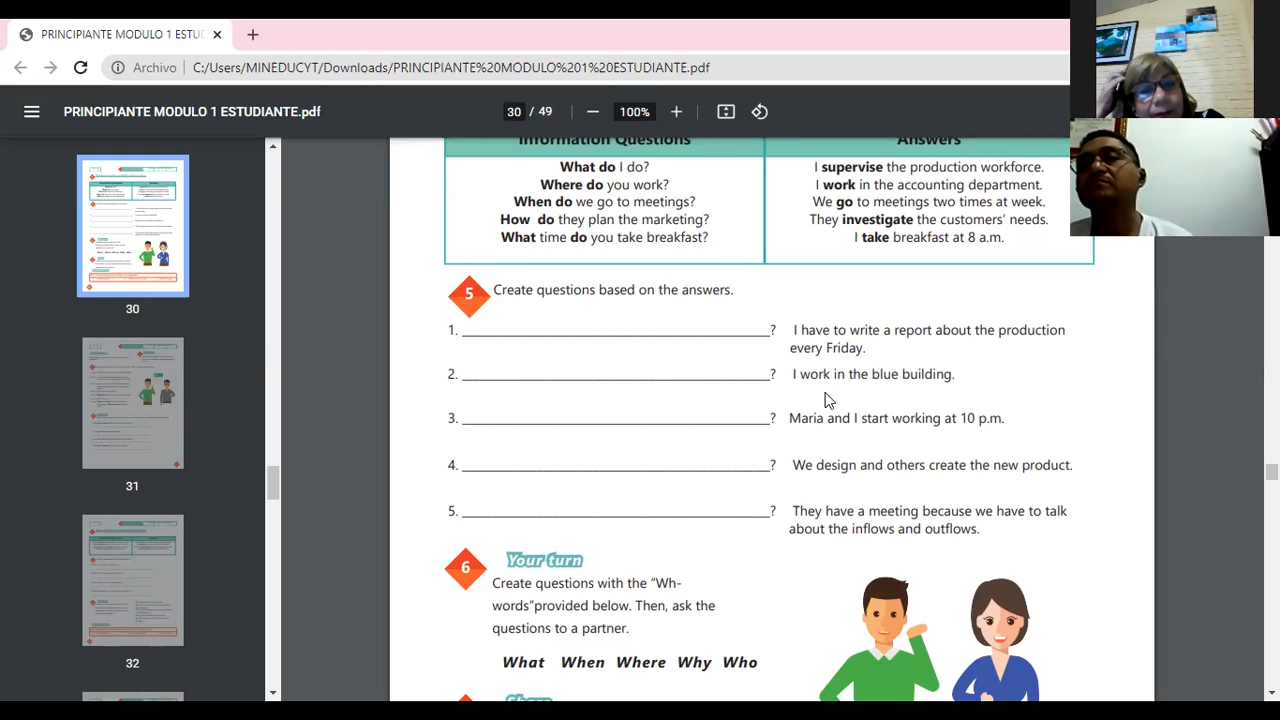 PRINCIPIANTE MODULO 1 ESTU
Archivo
C:/Users/MINEDUCYT/Downloads/PRINCIPIANTE%20MODULO%201%20ESTUDIANTE.pdf
PRINCIPIANTE MODULO 1 ESTUDIANTE.pdf
30 / 49
100%
Information Questions
Answers
What do I do?
I supervise the production workforce.
Where do you work?
I work in the accounting department.
When do we go to meetings?
We go to meetings two times at week.
How do they plan the marketing?
They investigate the customers' needs.
What time do you take breakfast?
I take breakfast at 8 a.m.
5 Create questions based on the answers.
1. ________________________________________? I have to write a report about the production
every Friday.
2. ________________________________________? I work in the blue building.
3. ________________________________________? Maria and I start working at 10 p.m.
4. ________________________________________? We design and others create the new product.
5. ________________________________________? They have a meeting because we have to talk
about the inflows and outflows.
6 Your turn
Create questions with the "Wh-
words"provided below. Then, ask the
questions to a partner.
What When Where Why Who
Share
30
31
32